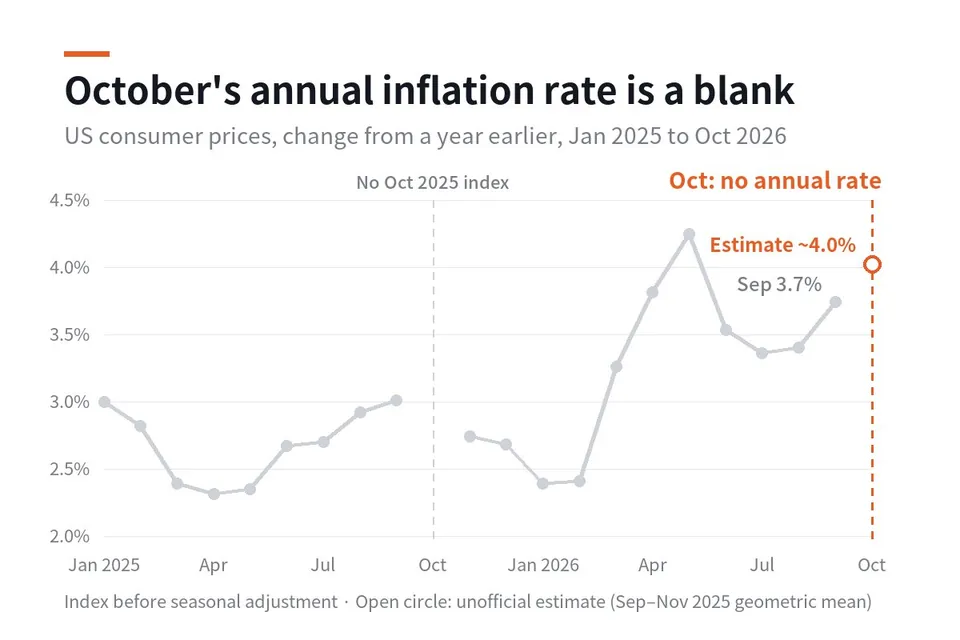 October's annual inflation rate is a blank
US consumer prices, change from a year earlier, Jan 2025 to Oct 2026
No Oct 2025 index
Oct: no annual rate
4.5%
Estimate ~4.0%
4.0%
Sep 3.7%
3.5%
3.0%
2.5%
2.0%
Jan 2025 Apr Jul Oct Jan 2026 Apr Jul Oct
Index before seasonal adjustment · Open circle: unofficial estimate (Sep–Nov 2025 geometric mean)